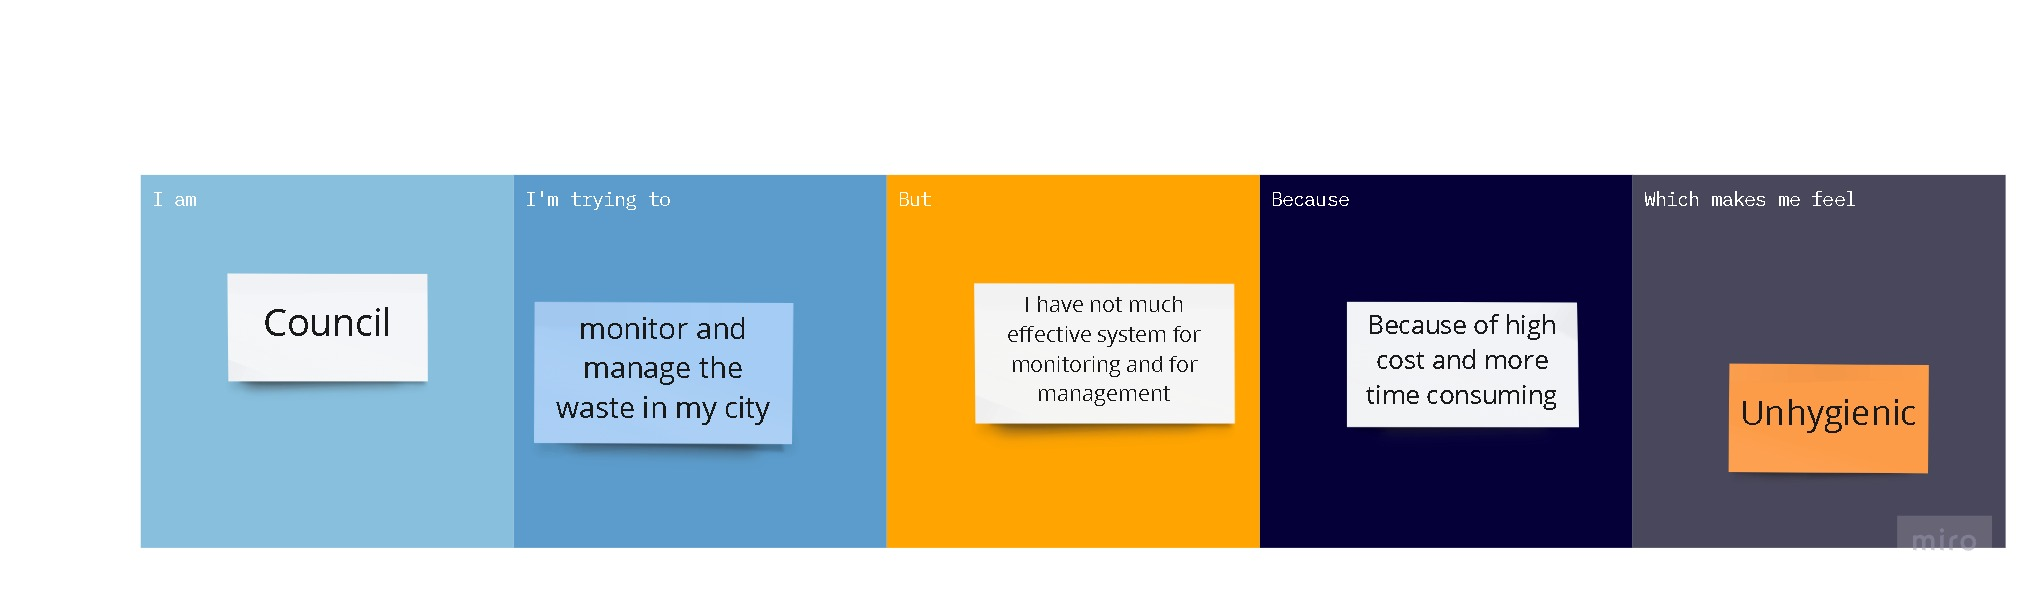 I am
Council
I'm trying to
monitor and
manage the
waste in my city
But
I have not much
effective system for
monitoring and for
management
Because
Because of high
cost and more
time consuming
Which makes me feel
Unhygienic
miro